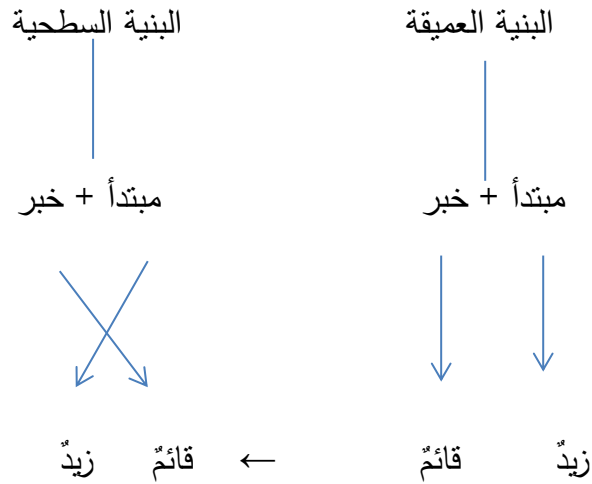 البنية العميقة البنية السطحية
مبتدأ + خبر مبتدأ + خبر
زيدٌ قائمٌ ← قائمٌ زيدٌ